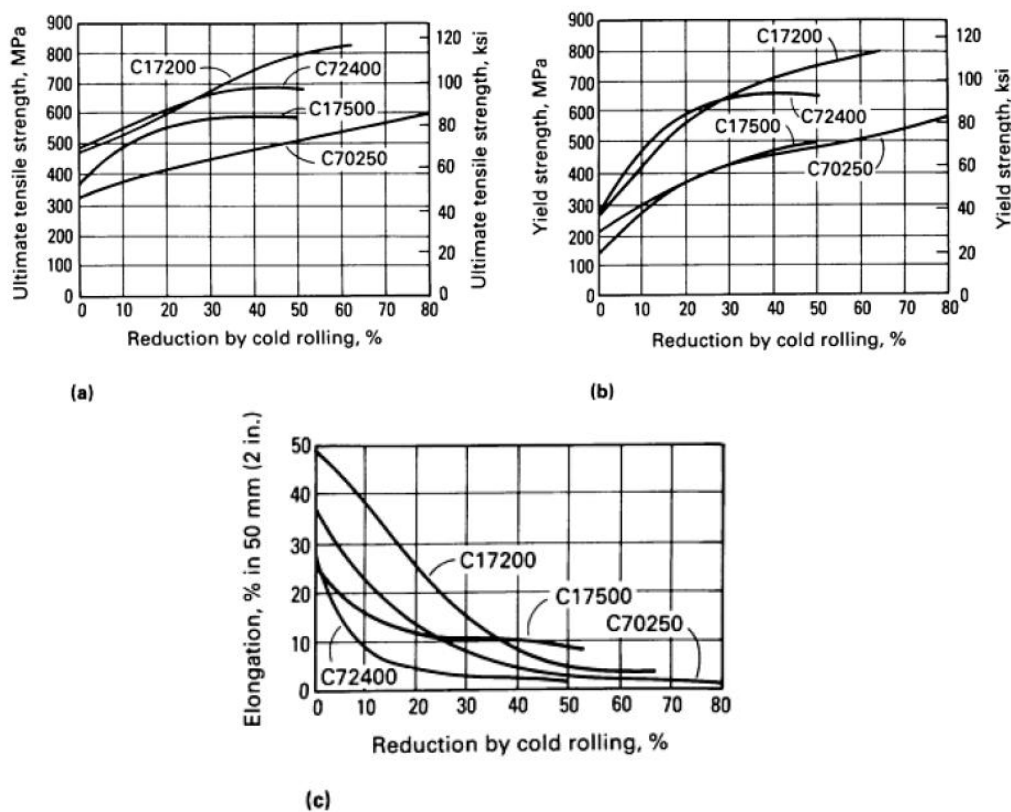 Ultimate tensile strength, MPa
900
800
700
600
500
400
300
200
100
0
C17200
C72400
C17500
C70250
120
100
80
60
40
20
0
Ultimate tensile strength, ksi
0 10 20 30 40 50 60 70 80
Reduction by cold rolling, %
(a)
Yield strength, MPa
900
800
700
600
500
400
300
200
100
0
C17200
C72400
C17500
C70250
120
100
80
60
40
20
0
Yield strength, ksi
0 10 20 30 40 50 60 70 80
Reduction by cold rolling, %
(b)
Elongation, % in 50 mm (2 in.)
50
40
30
20
10
0
C17200
C17500
C70250
C72400
0 10 20 30 40 50 60 70 80
Reduction by cold rolling, %
(c)